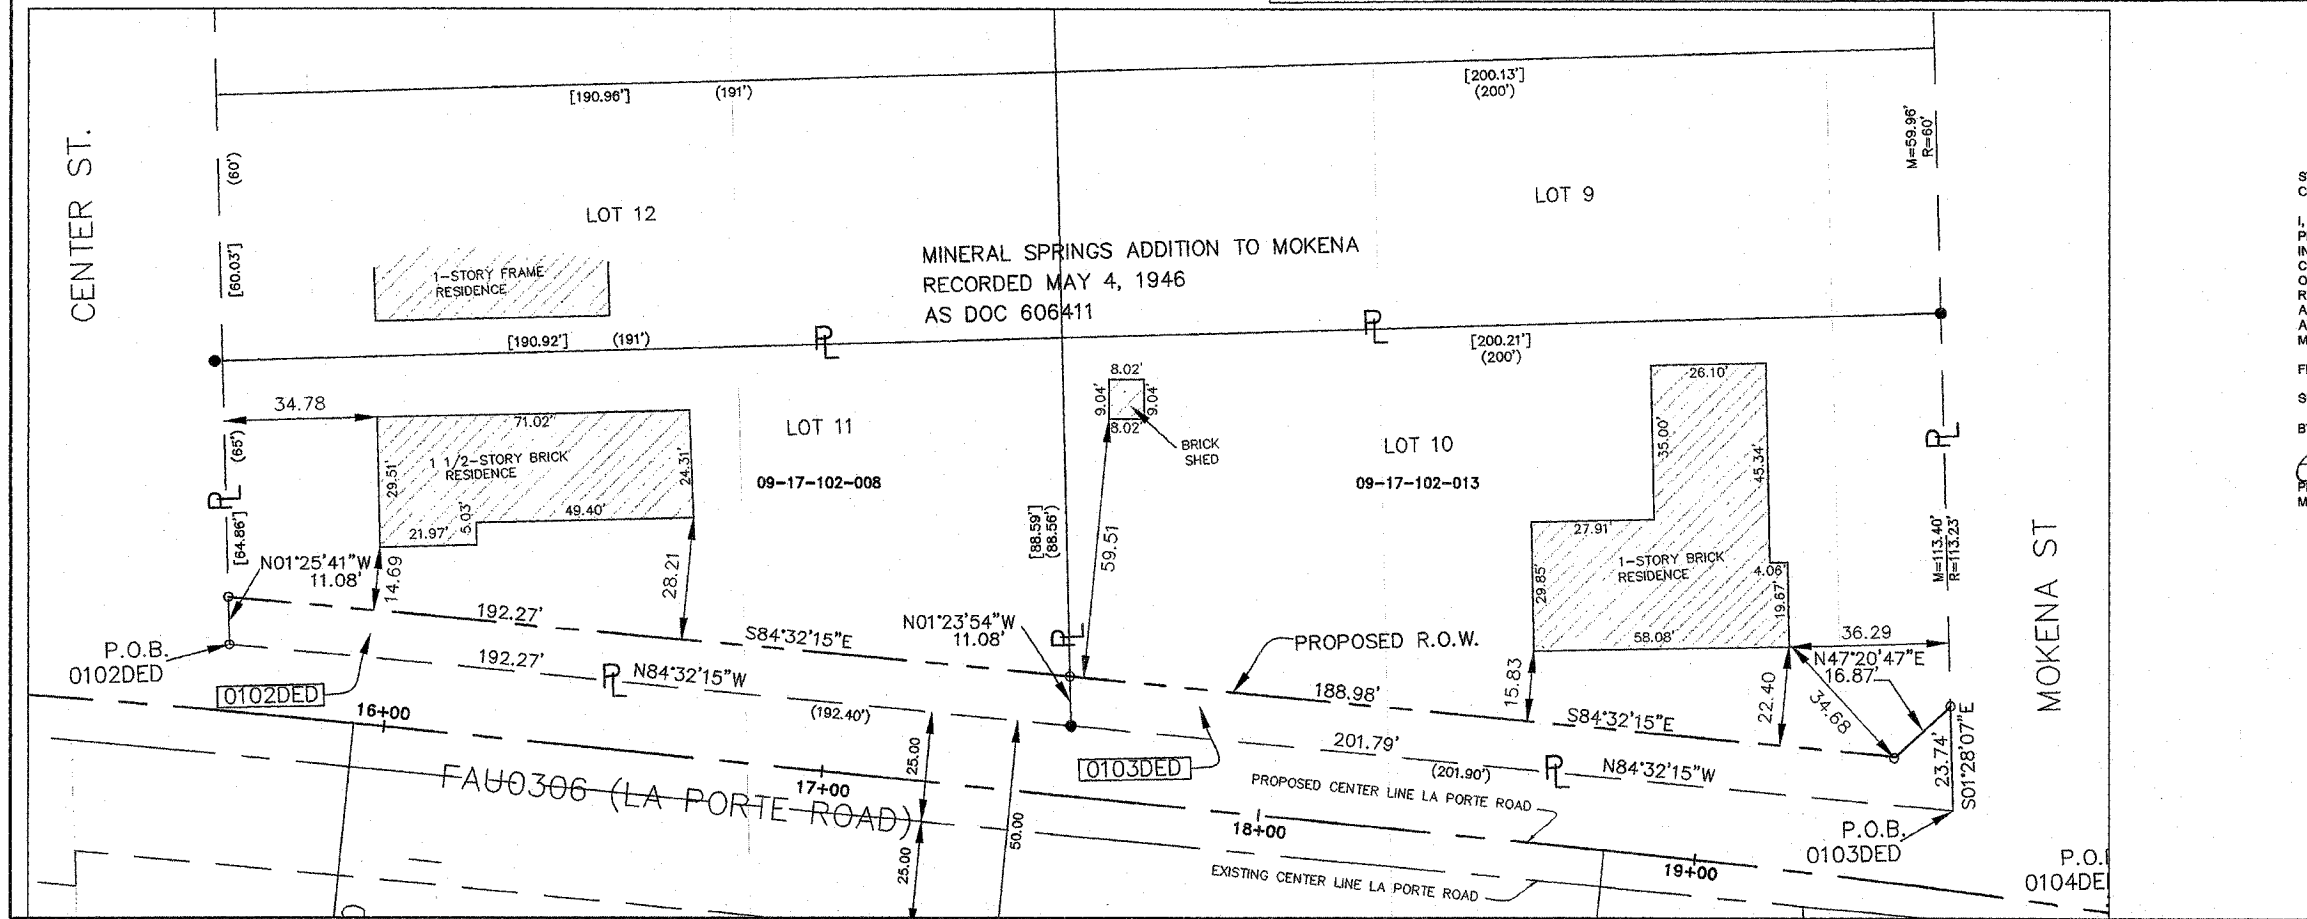 [200.13']
(200')
[190.96'] (191')
M=59.96'
R=60'
CENTER ST.
(60')
[60.03']
LOT 9
LOT 12
MINERAL SPRINGS ADDITION TO MOKENA
RECORDED MAY 4, 1946
AS DOC 606411
1-STORY FRAME
RESIDENCE
[190.92'] (191')
PL
PL
[200.21']
(200')
34.78
71.02'
1 1/2-STORY BRICK
RESIDENCE
29.51'
24.31'
21.97'
5.03'
49.40'
(65')
PL
[64.86']
LOT 11
09-17-102-008
8.02'
9.04'
9.04'
8.02'
BRICK
SHED
LOT 10
09-17-102-013
26.10'
35.00'
45.34'
27.91'
1-STORY BRICK
RESIDENCE
29.85'
4.06'
19.67'
58.08'
PL
M=113.40'
R=113.23'
MOKENA ST
[88.59']
(88.56')
59.51
N01°25'41"W
11.08'
14.69
28.21
192.27'
S84°32'15"E
N01°23'54"W
11.08'
PL
PROPOSED R.O.W.
15.83
22.40
36.29
N47°20'47"E
16.87
34.68
23.74'
S01°28'07"E
P.O.B.
0102DED
0102DED
192.27'
PL
N84°32'15"W
(192.40')
188.98'
S84°32'15"E
201.79'
(201.90')
PL
N84°32'15"W
0103DED
16+00
17+00
18+00
19+00
25.00
25.00
50.00
FAU0306 (LA PORTE ROAD)
PROPOSED CENTER LINE LA PORTE ROAD
EXISTING CENTER LINE LA PORTE ROAD
P.O.B.
0103DED
P.O.
0104DE